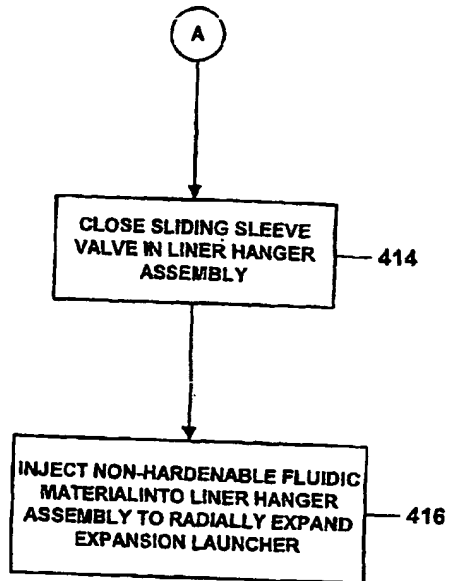 A
CLOSE SLIDING SLEEVE
VALVE IN LINER HANGER
ASSEMBLY
414
INJECT NON-HARDENABLE FLUIDIC
MATERIALINTO LINER HANGER
ASSEMBLY TO RADIALLY EXPAND
EXPANSION LAUNCHER
416